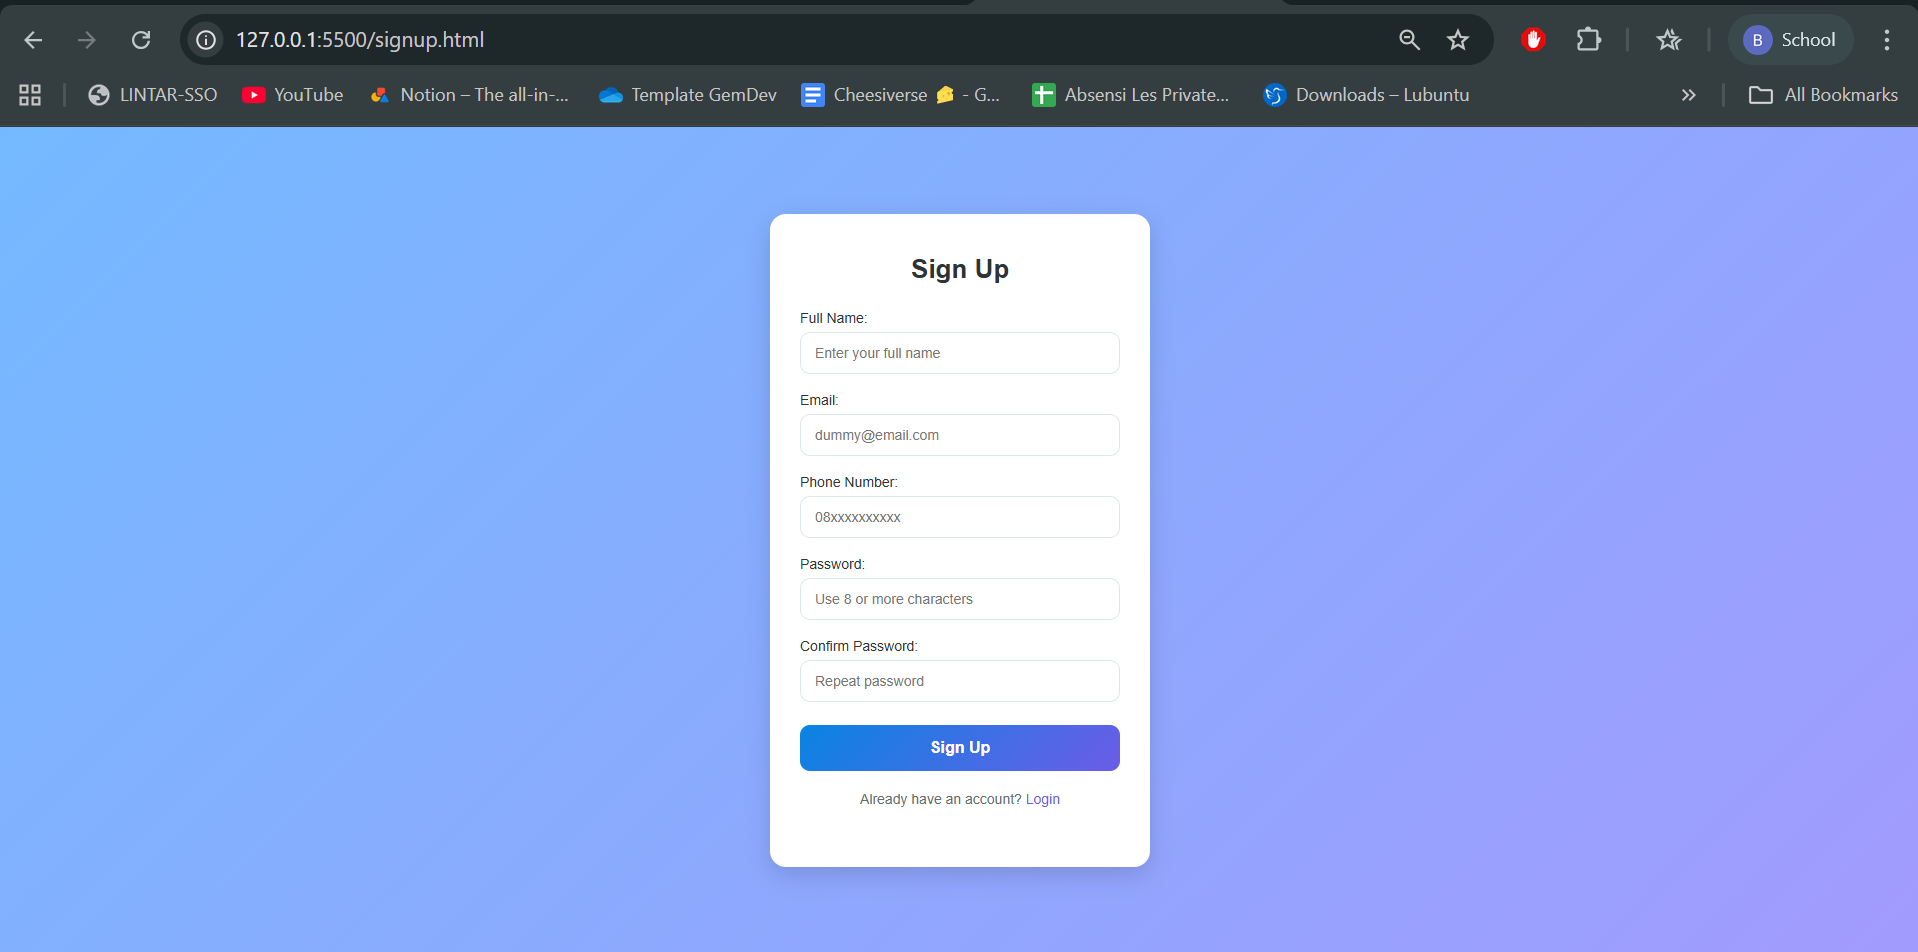 127.0.0.1:5500/signup.html
B School
LINTAR-SSO YouTube Notion – The all-in-... Template GemDev Cheesiverse 🧀 - G... Absensi Les Private... Downloads – Lubuntu All Bookmarks
Sign Up
Full Name:
Enter your full name
Email:
dummy@email.com
Phone Number:
08xxxxxxxxxx
Password:
Use 8 or more characters
Confirm Password:
Repeat password
Sign Up
Already have an account? Login